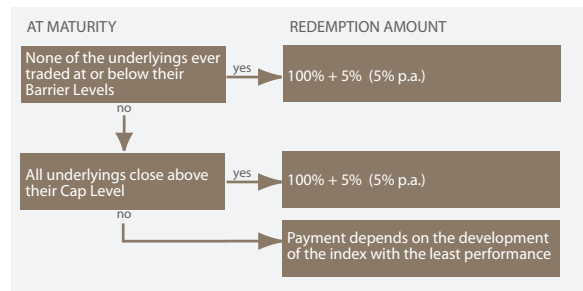 AT MATURITY
REDEMPTION AMOUNT
None of the underlyings ever
traded at or below their
Barrier Levels
yes
100% + 5% (5% p.a.)
no
All underlyings close above
their Cap Level
yes
100% + 5% (5% p.a.)
no
Payment depends on the development
of the index with the least performance